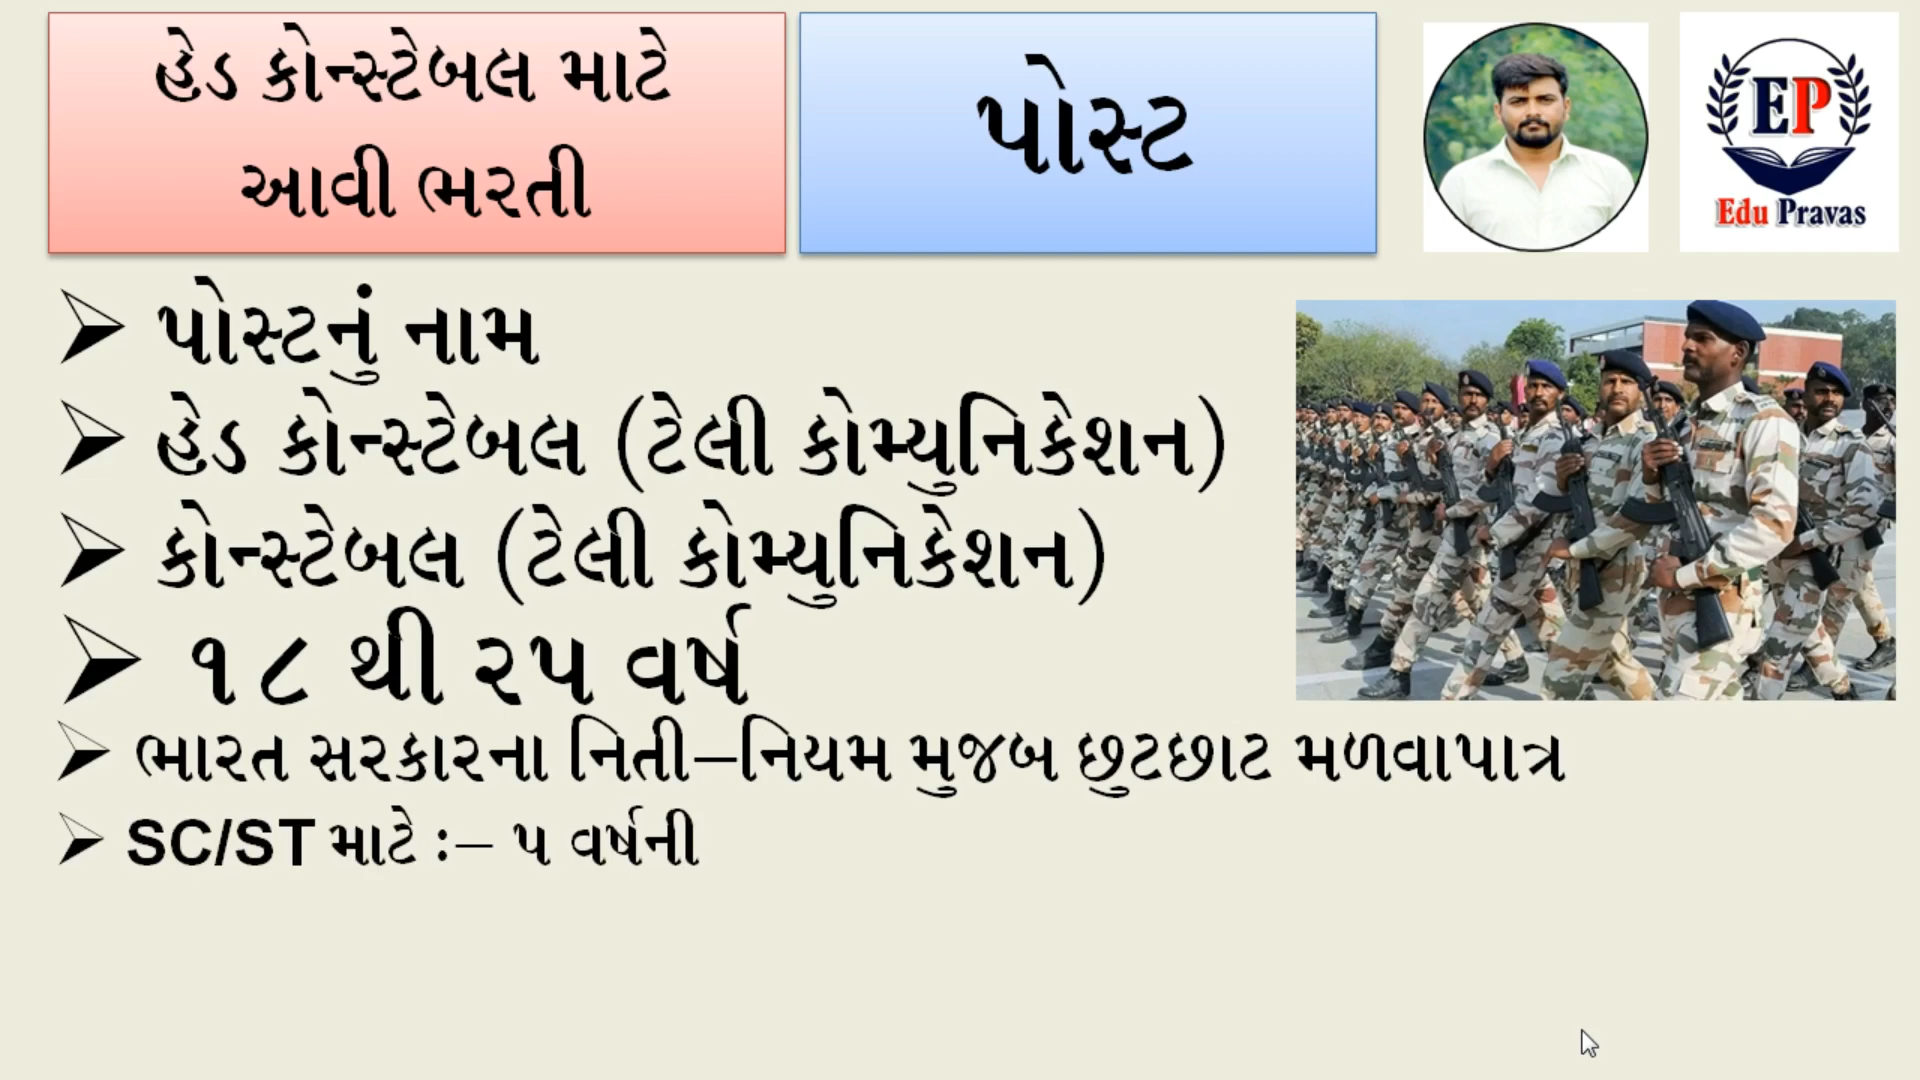 હેડ કોન્સ્ટેબલ માટે
આવી ભરતી
પોસ્ટ
EP
Edu Pravas
પોસ્ટનું નામ
હેડ કોન્સ્ટેબલ (ટેલી કોમ્યુનિકેશન)
કોન્સ્ટેબલ (ટેલી કોમ્યુનિકેશન)
૧૮ થી ૨૫ વર્ષ
ભારત સરકારના નિતી–નિયમ મુજબ છુટછાટ મળવાપાત્ર
SC/ST માટે :– ૫ વર્ષની